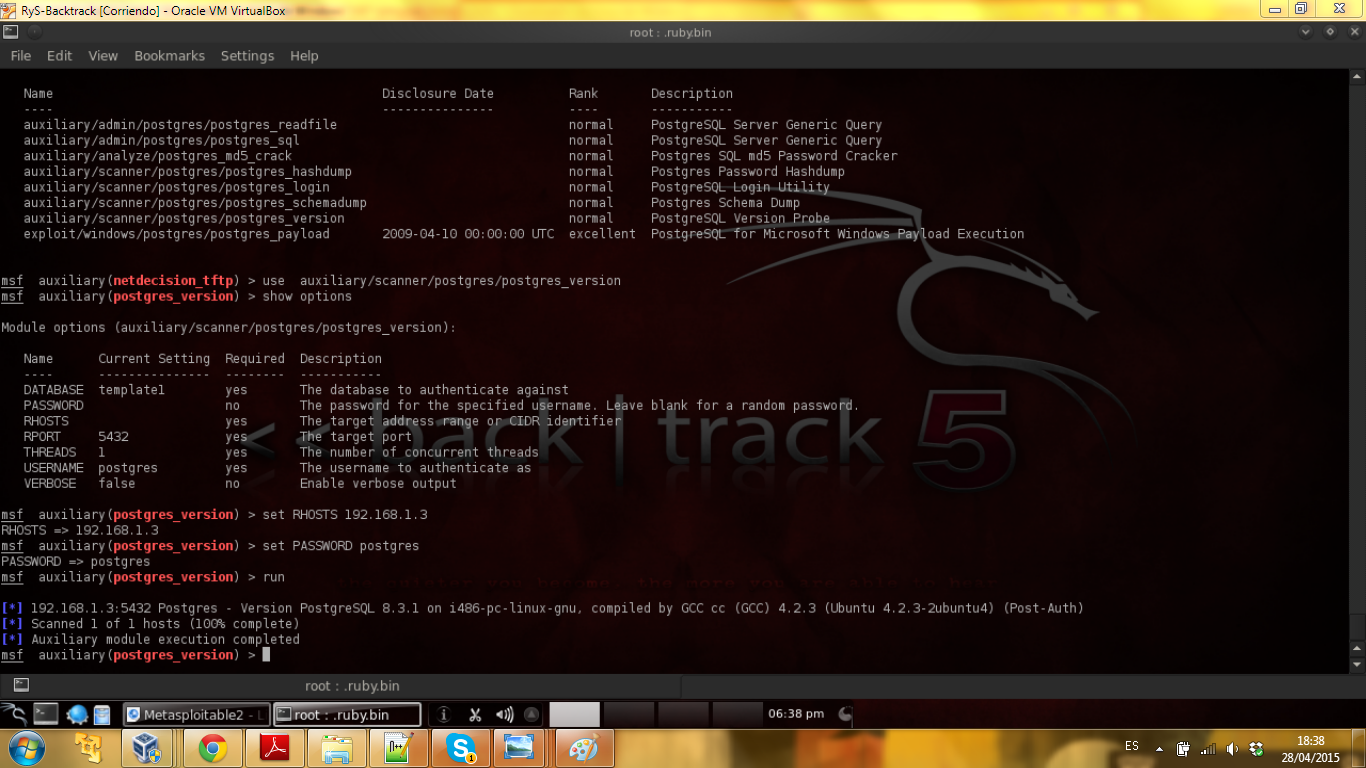 RyS-Backtrack [Corriendo] - Oracle VM VirtualBox
root : .ruby.bin
File Edit View Bookmarks Settings Help
Name Disclosure Date Rank Description
---- --------------- ---- -----------
auxiliary/admin/postgres/postgres_readfile normal PostgreSQL Server Generic Query
auxiliary/admin/postgres/postgres_sql normal PostgreSQL Server Generic Query
auxiliary/analyze/postgres_md5_crack normal Postgres SQL md5 Password Cracker
auxiliary/scanner/postgres/postgres_hashdump normal Postgres Password Hashdump
auxiliary/scanner/postgres/postgres_login normal PostgreSQL Login Utility
auxiliary/scanner/postgres/postgres_schemadump normal Postgres Schema Dump
auxiliary/scanner/postgres/postgres_version normal PostgreSQL Version Probe
exploit/windows/postgres/postgres_payload 2009-04-10 00:00:00 UTC excellent PostgreSQL for Microsoft Windows Payload Execution
msf auxiliary(netdecision_tftp) > use auxiliary/scanner/postgres/postgres_version
msf auxiliary(postgres_version) > show options
Module options (auxiliary/scanner/postgres/postgres_version):
Name Current Setting Required Description
---- --------------- -------- -----------
DATABASE template1 yes The database to authenticate against
PASSWORD no The password for the specified username. Leave blank for a random password.
RHOSTS yes The target address range or CIDR identifier
RPORT 5432 yes The target port
THREADS 1 yes The number of concurrent threads
USERNAME postgres yes The username to authenticate as
VERBOSE false no Enable verbose output
<< back | track 5
msf auxiliary(postgres_version) > set RHOSTS 192.168.1.3
RHOSTS => 192.168.1.3
msf auxiliary(postgres_version) > set PASSWORD postgres
PASSWORD => postgres
msf auxiliary(postgres_version) > run
the more you are able to hear
[*] 192.168.1.3:5432 Postgres - Version PostgreSQL 8.3.1 on i486-pc-linux-gnu, compiled by GCC cc (GCC) 4.2.3 (Ubuntu 4.2.3-2ubuntu4) (Post-Auth)
[*] Scanned 1 of 1 hosts (100% complete)
[*] Auxiliary module execution completed
msf auxiliary(postgres_version) >
root : .ruby.bin
Metasploitable2 - L
root : .ruby.bin
06:38 pm
ES
18:38
28/04/2015